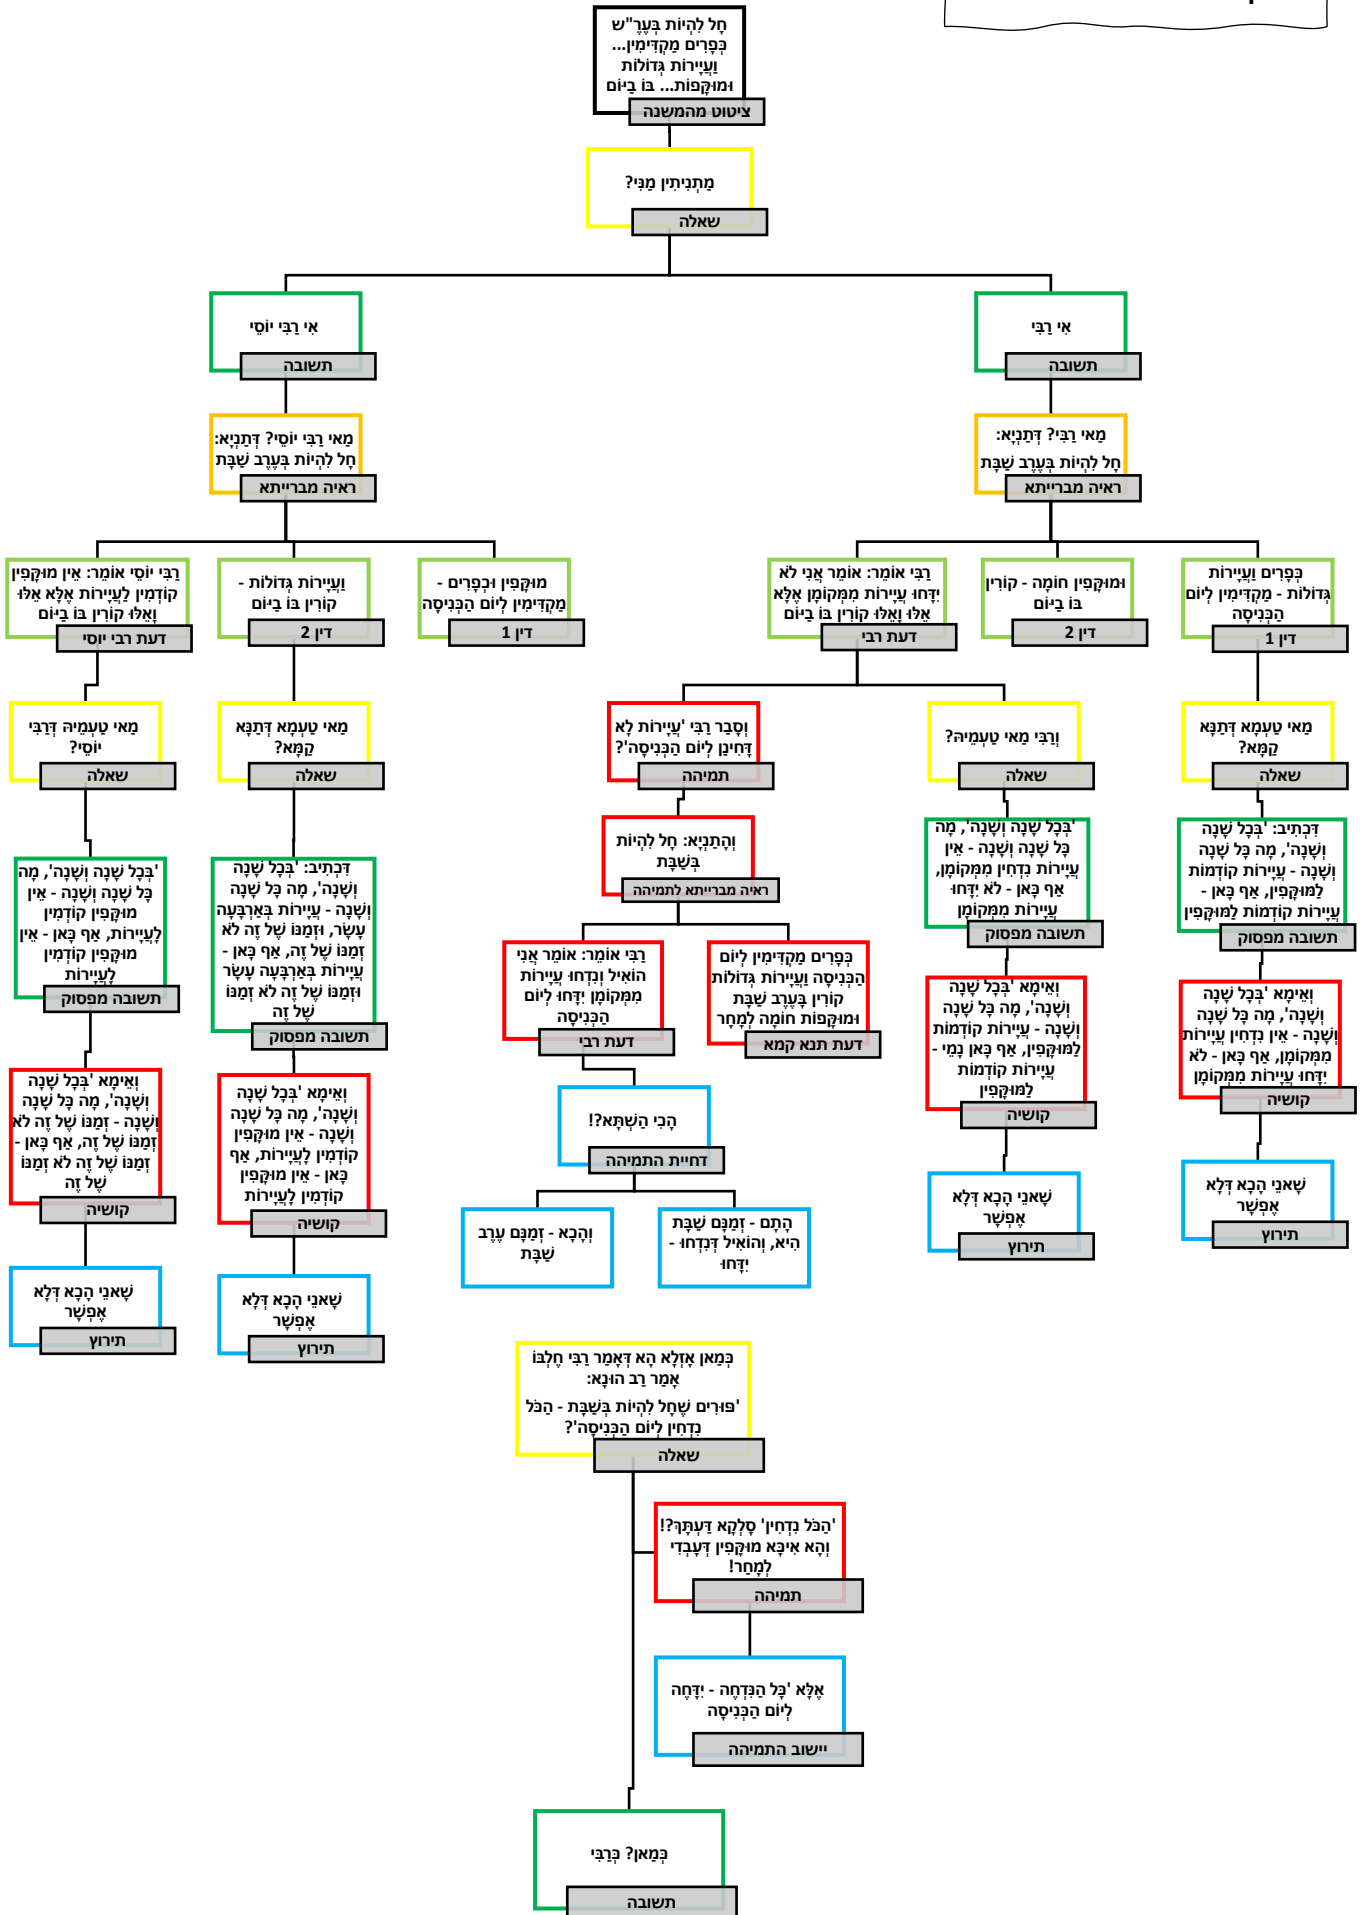 חָל לִהְיוֹת בְּעֶרֶ"ש
כְּפָרִים מַקְדִּימִין...
וַעֲיָירוֹת גְּדוֹלוֹת
וּמוּקָּפוֹת... בּוֹ בַּיּוֹם
ציטוט מהמשנה
מַתְנִיתִין מַנִּי?
שאלה
אִי רַבִּי
תשובה
מַאי רַבִּי? דְּתַנְיָא:
חָל לִהְיוֹת בְּעֶרֶב שַׁבָּת
ראיה מברייתא
כְּפָרִים וַעֲיָירוֹת
גְּדוֹלוֹת - מַקְדִּימִין לְיוֹם
הַכְּנִיסָה
דין 1
מַאי טַעְמָא דְּתַנָּא
קַמָּא?
שאלה
דִּכְתִיב: 'בְּכָל שָׁנָה
וְשָׁנָה', מָה כָּל שָׁנָה
וְשָׁנָה - עֲיָירוֹת קוֹדְמוֹת
לַמּוּקָּפִין, אַף כָּאן -
עֲיָירוֹת קוֹדְמוֹת לַמּוּקָּפִין
תשובה מפסוק
וְאֵימָא 'בְּכָל שָׁנָה
וְשָׁנָה', מָה כָּל שָׁנָה
וְשָׁנָה - אֵין נִדְחִין עֲיָירוֹת
מִמְּקוֹמָן, אַף כָּאן - לֹא
יִדָּחוּ עֲיָירוֹת מִמְּקוֹמָן
קושיה
שָׁאנֵי הָכָא דְּלָא
אֶפְשָׁר
תירוץ
וּמוּקָּפִין חוֹמָה - קוֹרִין
בּוֹ בַּיּוֹם
דין 2
רַבִּי אוֹמֵר: אוֹמֵר אֲנִי לֹא
יִדָּחוּ עֲיָירוֹת מִמְּקוֹמָן אֶלָּא
אֵלּוּ וָאֵלּוּ קוֹרִין בּוֹ בַּיּוֹם
דעת רבי
וְרַבִּי מַאי טַעְמֵיהּ?
שאלה
'בְּכָל שָׁנָה וְשָׁנָה', מָה
כָּל שָׁנָה וְשָׁנָה - אֵין
עֲיָירוֹת נִדְחִין מִמְּקוֹמָן,
אַף כָּאן - לֹא יִדָּחוּ
עֲיָירוֹת מִמְּקוֹמָן
תשובה מפסוק
וְאֵימָא 'בְּכָל שָׁנָה
וְשָׁנָה', מָה כָּל שָׁנָה
וְשָׁנָה - עֲיָירוֹת קוֹדְמוֹת
לַמּוּקָּפִין, אַף כָּאן נָמֵי -
עֲיָירוֹת קוֹדְמוֹת
לַמּוּקָּפִין
קושיה
שָׁאנֵי הָכָא דְּלָא
אֶפְשָׁר
תירוץ
וְסָבַר רַבִּי 'עֲיָירוֹת לָא
דָּחֵינַן לְיוֹם הַכְּנִיסָה'?
תמיהה
וְהָתַנְיָא: חָל לִהְיוֹת
בְּשַׁבָּת
ראיה מברייתא לתמיהה
כְּפָרִים מַקְדִּימִין לְיוֹם
הַכְּנִיסָה וַעֲיָירוֹת גְּדוֹלוֹת
קוֹרִין בָּעֶרֶב שַׁבָּת
וּמוּקָּפוֹת חוֹמָה לְמָחָר
דעת תנא קמא
רַבִּי אוֹמֵר: אוֹמֵר אֲנִי
הוֹאִיל וְנִדְחוּ עֲיָירוֹת
מִמְּקוֹמָן יִדָּחוּ לְיוֹם
הַכְּנִיסָה
דעת רבי
הָכִי הַשְׁתָּא?!
דחיית התמיהה
הָתָם - זְמַנָּם שַׁבָּת
הִיא, וְהוֹאִיל דְּנִדְחוּ -
יִדָּחוּ
וְהָכָא - זְמַנָּם עֶרֶב
שַׁבָּת
אִי רַבִּי יוֹסֵי
תשובה
מַאי רַבִּי יוֹסֵי? דְּתַנְיָא:
חָל לִהְיוֹת בְּעֶרֶב שַׁבָּת
ראיה מברייתא
מוּקָּפִין וּכְפָרִים -
מַקְדִּימִין לְיוֹם הַכְּנִיסָה
דין 1
וַעֲיָירוֹת גְּדוֹלוֹת -
קוֹרִין בּוֹ בַּיּוֹם
דין 2
מַאי טַעְמָא דְּתַנָּא
קַמָּא?
שאלה
דִּכְתִיב: 'בְּכָל שָׁנָה
וְשָׁנָה', מָה כָּל שָׁנָה
וְשָׁנָה - עֲיָירוֹת בְּאַרְבָּעָה
עָשָׂר, וּזְמַנּוֹ שֶׁל זֶה לֹא
זְמַנּוֹ שֶׁל זֶה, אַף כָּאן -
עֲיָירוֹת בְּאַרְבָּעָה עָשָׂר
וּזְמַנּוֹ שֶׁל זֶה לֹא זְמַנּוֹ
שֶׁל זֶה
תשובה מפסוק
וְאֵימָא 'בְּכָל שָׁנָה
וְשָׁנָה', מָה כָּל שָׁנָה
וְשָׁנָה - אֵין מוּקָּפִין
קוֹדְמִין לָעֲיָירוֹת, אַף
כָּאן - אֵין מוּקָּפִין
קוֹדְמִין לָעֲיָירוֹת
קושיה
שָׁאנֵי הָכָא דְּלָא
אֶפְשָׁר
תירוץ
רַבִּי יוֹסֵי אוֹמֵר: אֵין מוּקָּפִין
קוֹדְמִין לָעֲיָירוֹת אֶלָּא אֵלּוּ
וָאֵלּוּ קוֹרִין בּוֹ בַּיּוֹם
דעת רבי יוסי
מַאי טַעְמֵיהּ דְּרַבִּי
יוֹסֵי?
שאלה
'בְּכָל שָׁנָה וְשָׁנָה', מָה
כָּל שָׁנָה וְשָׁנָה - אֵין
מוּקָּפִין קוֹדְמִין
לָעֲיָירוֹת, אַף כָּאן - אֵין
מוּקָּפִין קוֹדְמִין
לָעֲיָירוֹת
תשובה מפסוק
וְאֵימָא 'בְּכָל שָׁנָה
וְשָׁנָה', מָה כָּל שָׁנָה
וְשָׁנָה - זְמַנּוֹ שֶׁל זֶה לֹא
זְמַנּוֹ שֶׁל זֶה, אַף כָּאן -
זְמַנּוֹ שֶׁל זֶה לֹא זְמַנּוֹ
שֶׁל זֶה
קושיה
שָׁאנֵי הָכָא דְּלָא
אֶפְשָׁר
תירוץ
כְּמַאן אָזְלָא הָא דְּאָמַר רַבִּי חֶלְבּוֹ
אָמַר רַב הוּנָא:
'פּוּרִים שֶׁחָל לִהְיוֹת בְּשַׁבָּת - הַכֹּל
נִדְחִין לְיוֹם הַכְּנִיסָה'?
שאלה
'הַכֹּל נִדְחִין' סָלְקָא דַּעְתָּךְ?!
וְהָא אִיכָּא מוּקָּפִין דְּעָבְדִי
לְמָחַר!
תמיהה
אֶלָּא 'כָּל הַנִּדְחֶה - יִדָּחֶה
לְיוֹם הַכְּנִיסָה
יישוב התמיהה
כְּמַאן? כְּרַבִּי
תשובה